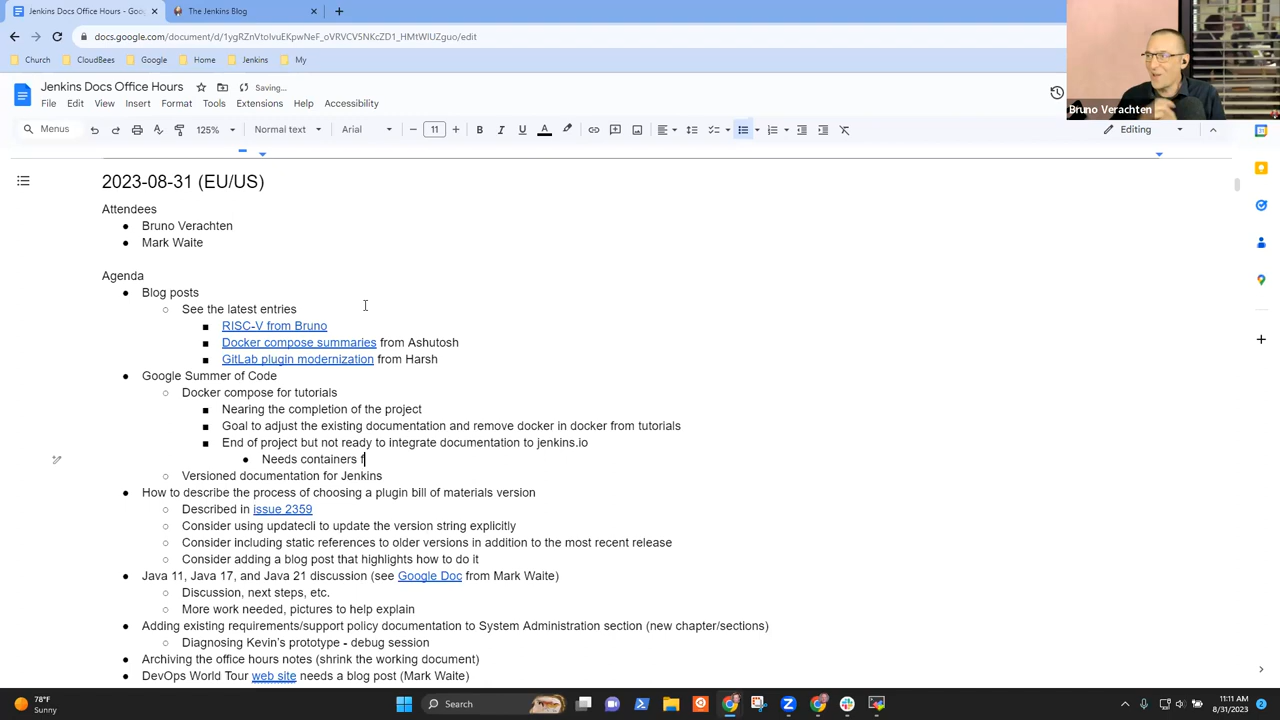 Jenkins Docs Office Hours - Goo
The Jenkins Blog
docs.google.com/document/d/1ygRZnVtolvuEKpwNeF_oVRVCV5NKcZD1_HMtWlUZguo/edit
Church
CloudBees
Google
Home
Jenkins
My
Jenkins Docs Office Hours
Saving...
File Edit View Insert Format Tools Extensions Help Accessibility
Bruno Verachten
Menus
125%
Normal text
Arial
11
B I U A
Editing
2023-08-31 (EU/US)
Attendees
● Bruno Verachten
● Mark Waite
Agenda
● Blog posts
○ See the latest entries
■ RISC-V from Bruno
■ Docker compose summaries from Ashutosh
■ GitLab plugin modernization from Harsh
● Google Summer of Code
○ Docker compose for tutorials
■ Nearing the completion of the project
■ Goal to adjust the existing documentation and remove docker in docker from tutorials
■ End of project but not ready to integrate documentation to jenkins.io
● Needs containers f
○ Versioned documentation for Jenkins
● How to describe the process of choosing a plugin bill of materials version
○ Described in issue 2359
○ Consider using updatecli to update the version string explicitly
○ Consider including static references to older versions in addition to the most recent release
○ Consider adding a blog post that highlights how to do it
● Java 11, Java 17, and Java 21 discussion (see Google Doc from Mark Waite)
○ Discussion, next steps, etc.
○ More work needed, pictures to help explain
● Adding existing requirements/support policy documentation to System Administration section (new chapter/sections)
○ Diagnosing Kevin's prototype - debug session
● Archiving the office hours notes (shrink the working document)
● DevOps World Tour web site needs a blog post (Mark Waite)
78°F
Sunny
Search
11:11 AM
8/31/2023